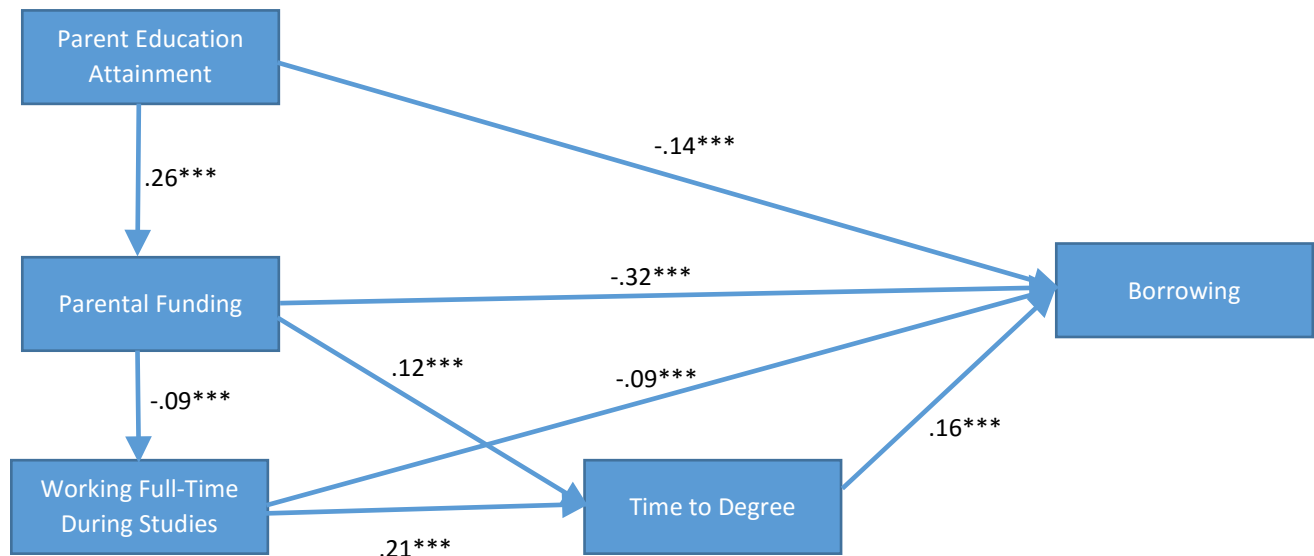 Parent Education
Attainment
-.14***
.26***
Parental Funding
-.32***
Borrowing
.12***
-.09***
-.09***
.16***
Working Full-Time
During Studies
Time to Degree
.21***